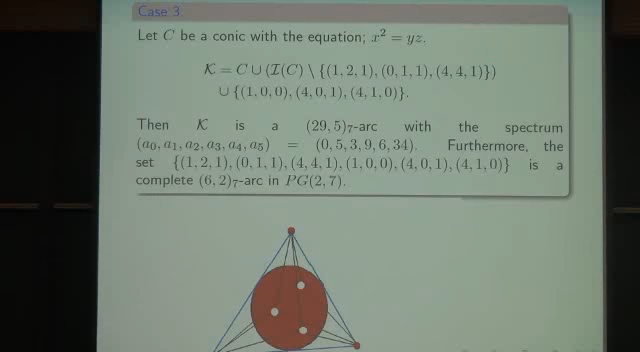 Case 3.
Let C be a conic with the equation; x² = yz,
𝒦 = C ∪ (ℐ(C) \ {(1, 2, 1), (0, 1, 1), (4, 4, 1)})
∪ {(1, 0, 0), (4, 0, 1), (4, 1, 0)}.
Then 𝒦 is a (29, 5)₇-arc with the spectrum
(a₀, a₁, a₂, a₃, a₄, a₅) = (0, 5, 3, 9, 6, 34). Furthermore, the
set {(1, 2, 1), (0, 1, 1), (4, 4, 1), (1, 0, 0), (4, 0, 1), (4, 1, 0)} is a
complete (6, 2)₇-arc in PG(2, 7).